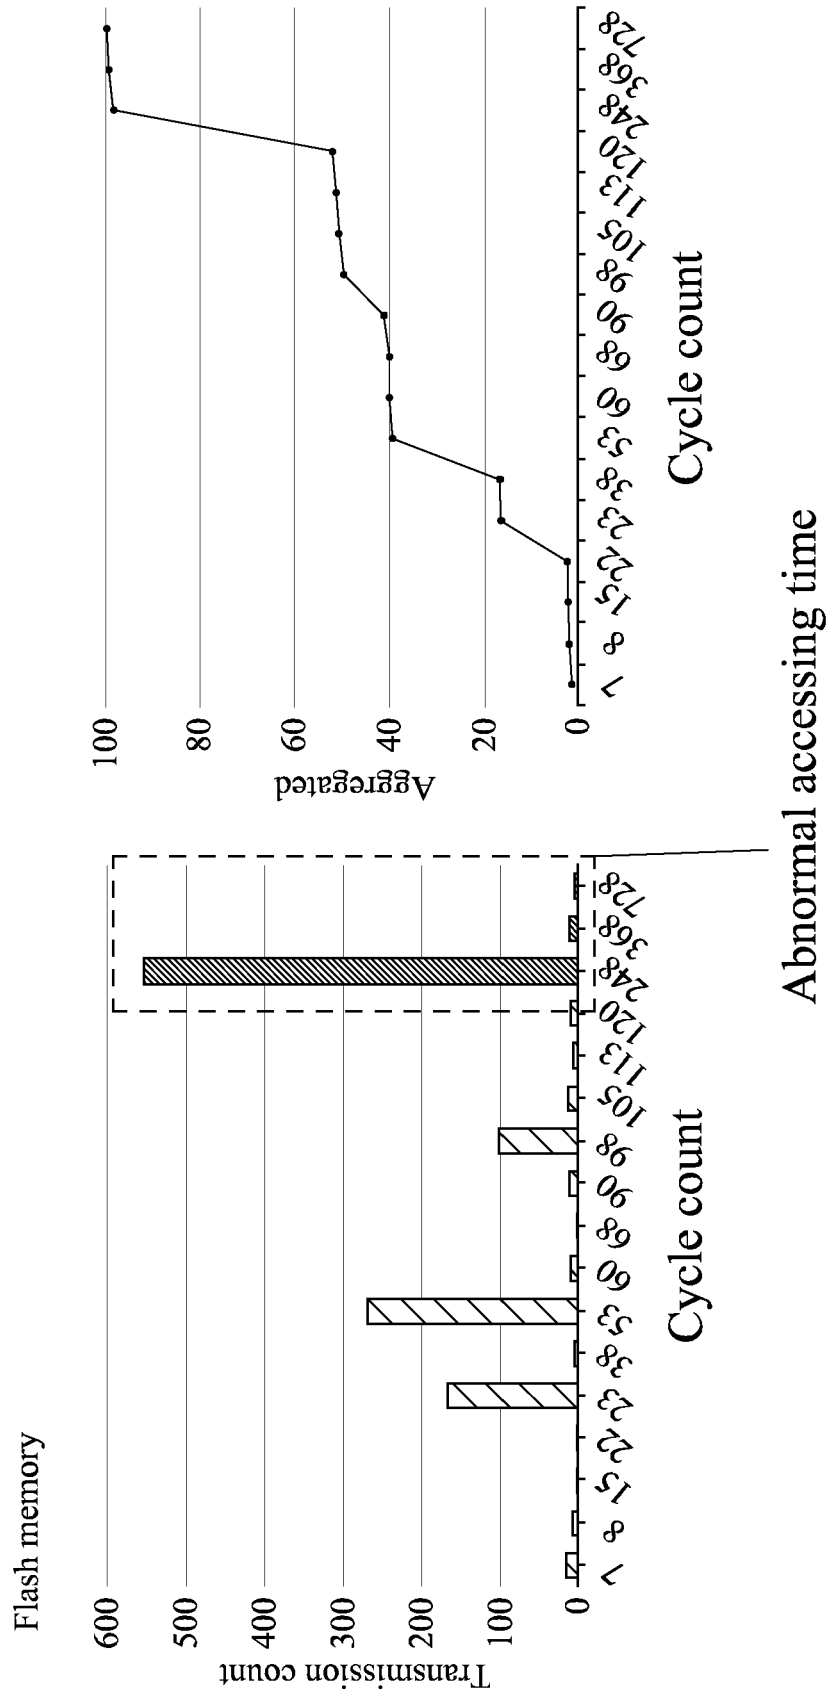 Flash memory
Transmission count
600
500
400
300
200
100
0
7 8 15 22 23 38 53 60 68 90 98 105 113 120 248 368 728
Cycle count
Aggregated
100
80
60
40
20
0
7 8 15 22 23 38 53 60 68 90 98 105 113 120 248 368 728
Cycle count
Abnormal accessing time